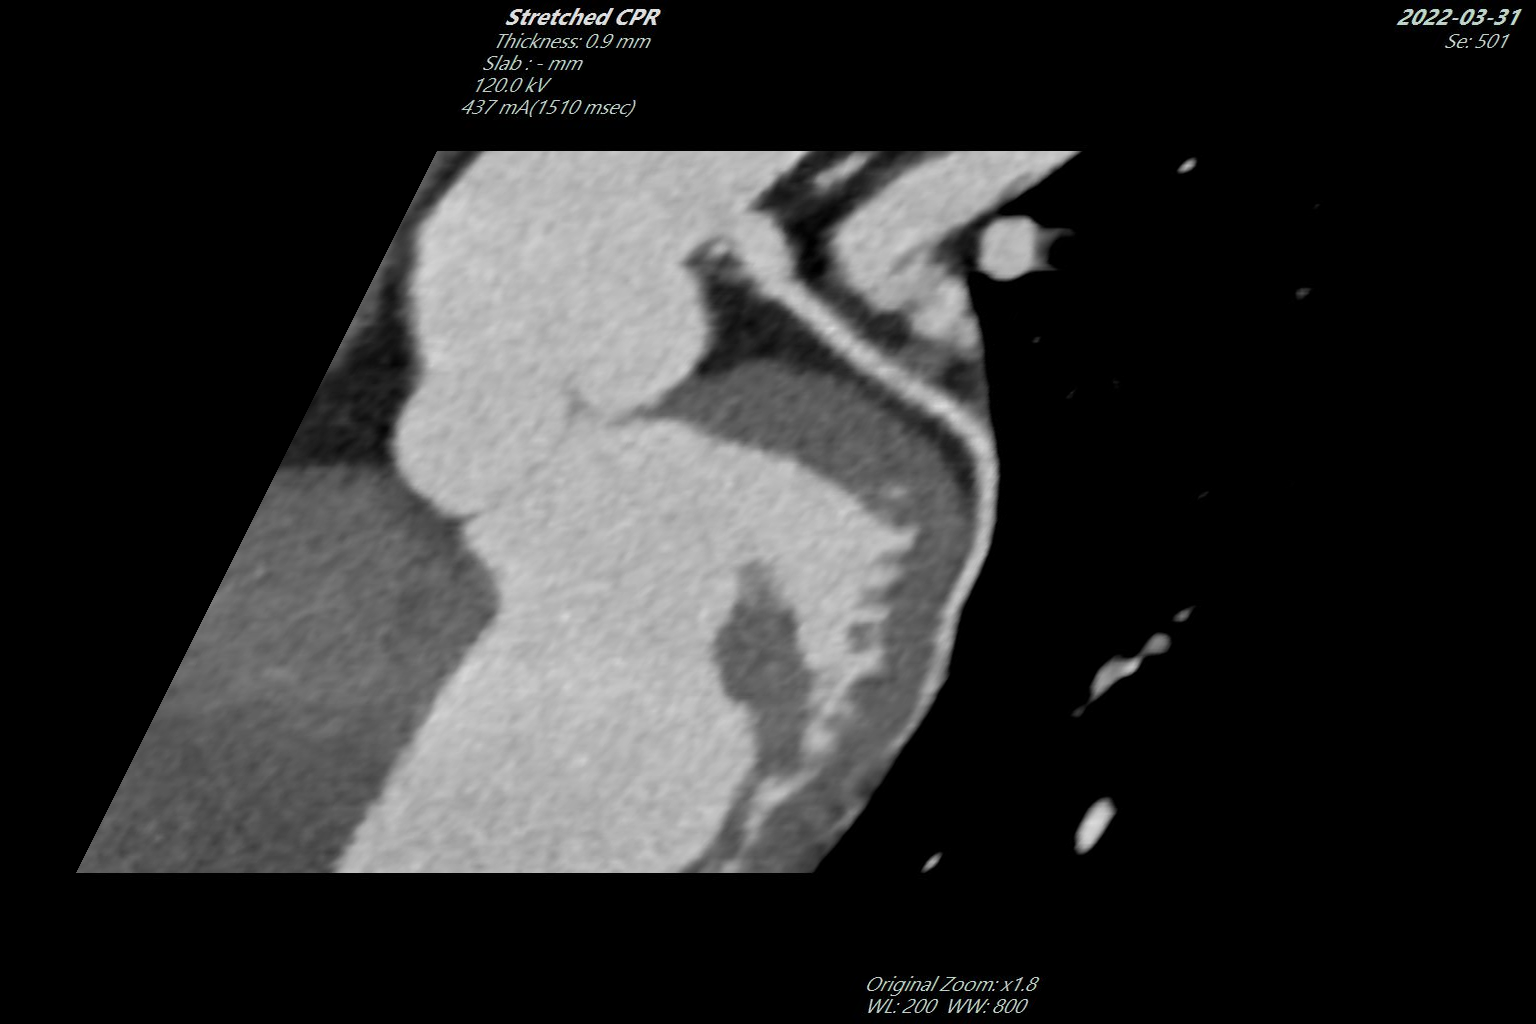 Stretched CPR
Thickness: 0.9 mm
Slab : - mm
120.0 kV
437 mA(1510 msec)
2022-03-31
Se: 501
Original Zoom: x1.8
WL: 200 WW: 800